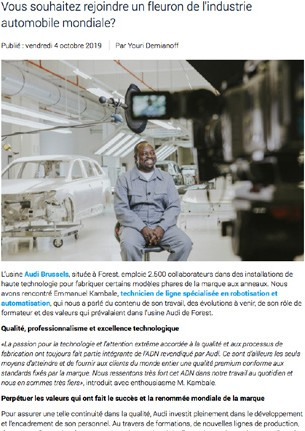 Vous souhaitez rejoindre un fleuron de l'industrie
automobile mondiale?
Publié : vendredi 4 octobre 2019 | Par Youri Demianoff
L'usine Audi Brussels, située à Forest, emploie 2.600 collaborateurs dans des installations de
haute technologie pour fabriquer certains modèles phares de la marque aux anneaux. Nous
avons rencontré Emmanuel Kambale, technicien de ligne spécialisée en robotisation et
automatisation, qui nous a parlé du contenu de son travail, des évolutions à venir, de son rôle de
formateur et des valeurs qui prévalaient dans l'usine Audi de Forest.
Qualité, professionnalisme et excellence technologique
«La passion pour la technologie et l'attention extrême accordée à la qualité et aux processus de
fabrication ont toujours fait partie intégrante de l'ADN revendiqué par Audi. Ce sont d'ailleurs les seuls
moyens d'atteindre et de fournir aux clients du monde entier une qualité premium conforme aux
standards fixés par la marque. Nous ressentons très fort cet ADN dans notre travail au quotidien et
nous en sommes très fiers», introduit avec enthousiasme M. Kambale.
Perpétuer les valeurs qui ont fait le succès et la renommée mondiale de la marque
Pour assurer une telle continuité dans la qualité, Audi investit pleinement dans le développement
et l'encadrement de son personnel. Au travers de formations, de nouvelles lignes de production,